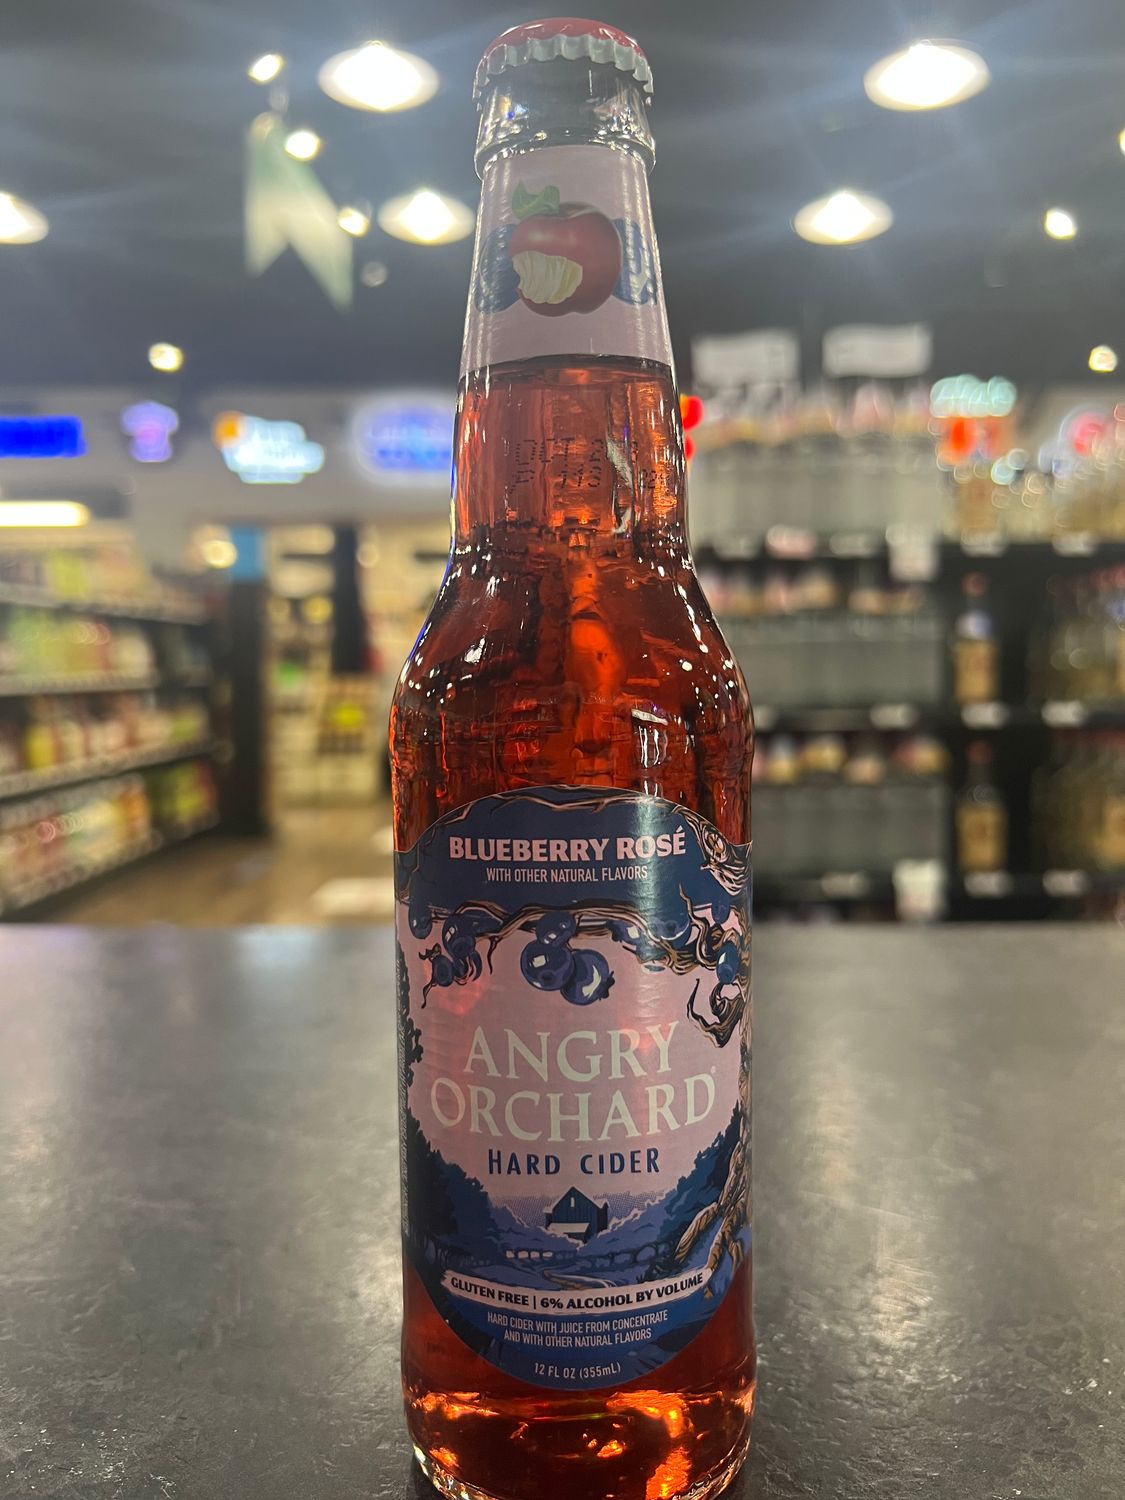 OCT
BLUEBERRY ROSÉ
WITH OTHER NATURAL FLAVORS
ANGRY
ORCHARD®
HARD CIDER
GLUTEN FREE | 6% ALCOHOL BY VOLUME
HARD CIDER WITH JUICE FROM CONCENTRATE
AND WITH OTHER NATURAL FLAVORS
12 FL OZ (355mL)